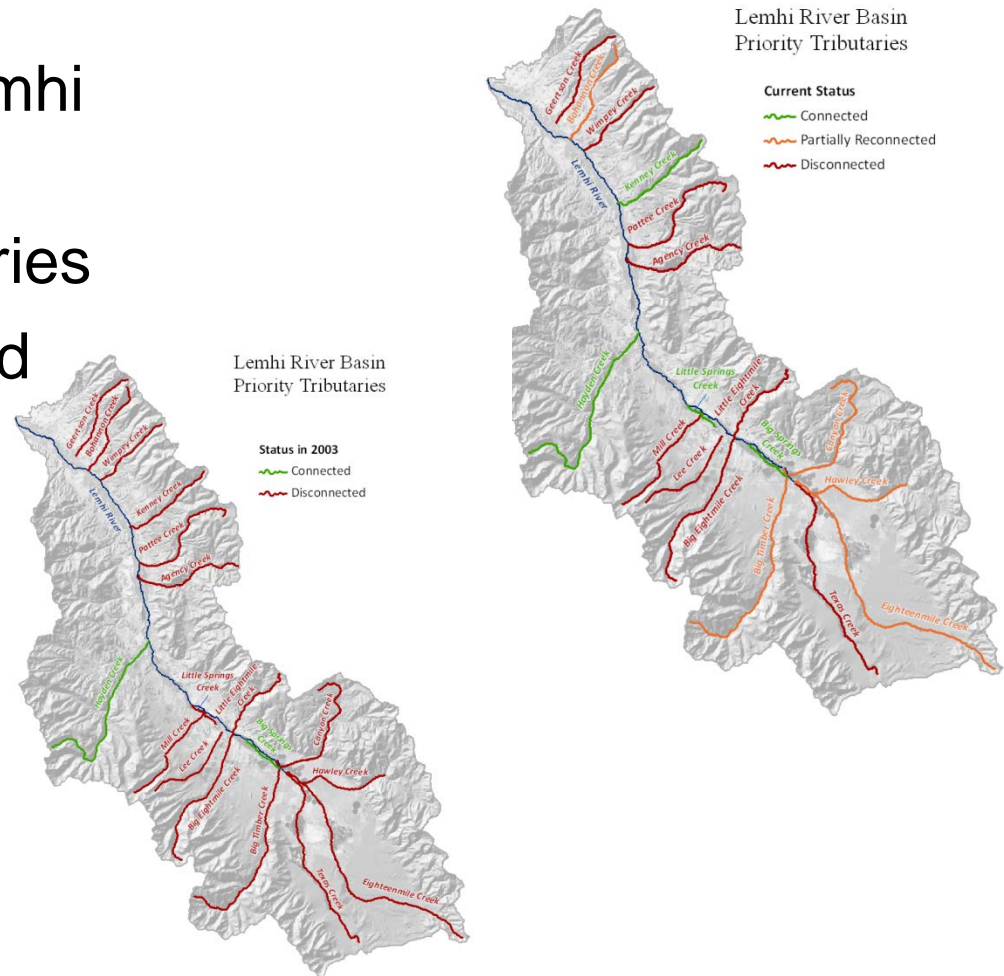 mhi
ries
d
Lemhi River Basin
Priority Tributaries
Current Status
Connected
Partially Reconnected
Disconnected
Geertson Creek
Bohannon Creek
Wimpey Creek
Lemhi River
Kenney Creek
Pattee Creek
Agency Creek
Hayden Creek
Little Springs
Creek
Little Eightmile
Creek
Big Springs
Creek
Canyon Creek
Mill Creek
Lee Creek
Big Eightmile Creek
Hawley Creek
Big Timber Creek
Texas Creek
Eighteenmile Creek
Lemhi River Basin
Priority Tributaries
Status in 2003
Connected
Disconnected
Geertson Creek
Bohannon Creek
Wimpey Creek
Lemhi River
Kenney Creek
Pattee Creek
Agency Creek
Hayden Creek
Little Springs
Creek
Little Eightmile
Creek
Big Springs
Creek
Canyon Creek
Mill Creek
Lee Creek
Big Eightmile Creek
Hawley Creek
Big Timber Creek
Texas Creek
Eighteenmile Creek